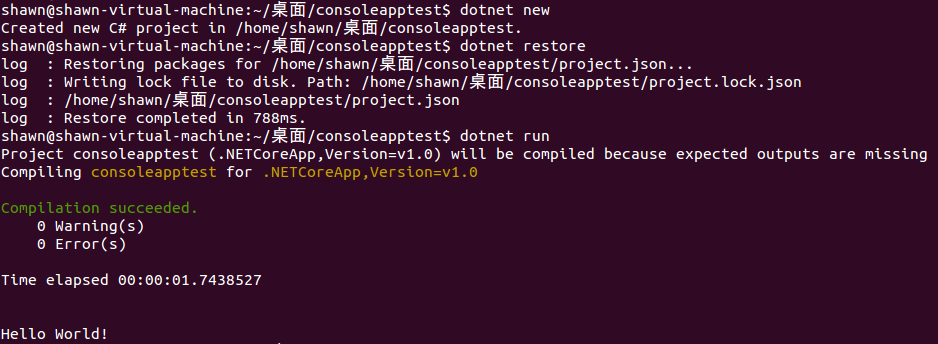 shawn@shawn-virtual-machine:~/桌面/consoleapptest$ dotnet new
Created new C# project in /home/shawn/桌面/consoleapptest.
shawn@shawn-virtual-machine:~/桌面/consoleapptest$ dotnet restore
log  : Restoring packages for /home/shawn/桌面/consoleapptest/project.json...
log  : Writing lock file to disk. Path: /home/shawn/桌面/consoleapptest/project.lock.json
log  : /home/shawn/桌面/consoleapptest/project.json
log  : Restore completed in 788ms.
shawn@shawn-virtual-machine:~/桌面/consoleapptest$ dotnet run
Project consoleapptest (.NETCoreApp,Version=v1.0) will be compiled because expected outputs are missing
Compiling consoleapptest for .NETCoreApp,Version=v1.0
Compilation succeeded.
    0 Warning(s)
    0 Error(s)
Time elapsed 00:00:01.7438527
Hello World!